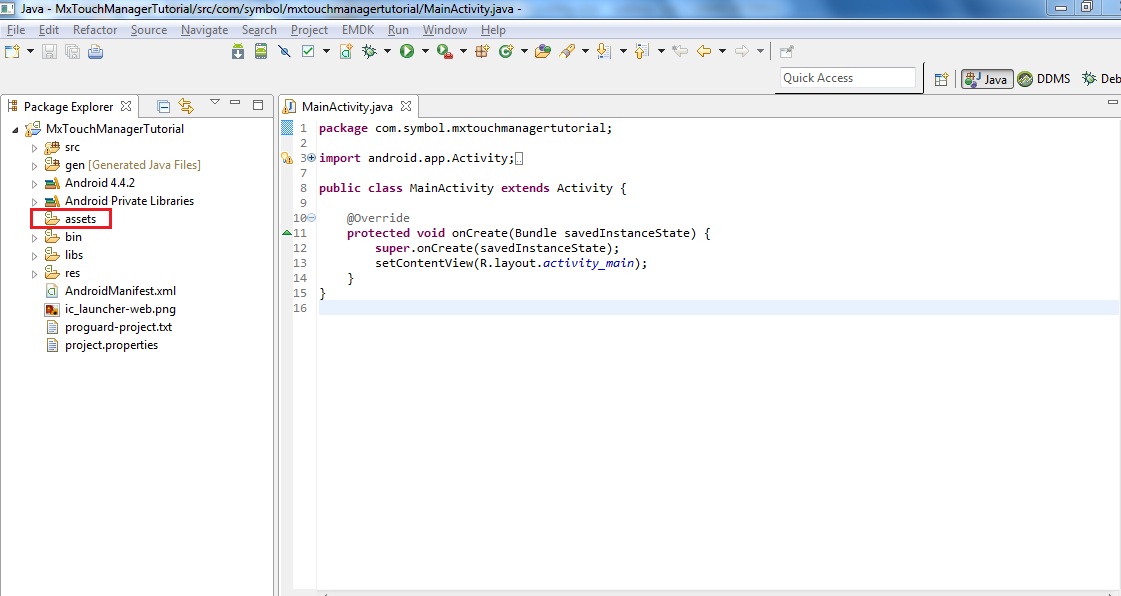 Java - MxTouchManagerTutorial/src/com/symbol/mxtouchmanagertutorial/MainActivity.java -
File Edit Refactor Source Navigate Search Project EMDK Run Window Help
Quick Access
Java
DDMS
Deb
Package Explorer
MxTouchManagerTutorial
src
gen [Generated Java Files]
Android 4.4.2
Android Private Libraries
assets
bin
libs
res
AndroidManifest.xml
ic_launcher-web.png
proguard-project.txt
project.properties
MainActivity.java
1 package com.symbol.mxtouchmanagertutorial;
2
3 import android.app.Activity;
7
8 public class MainActivity extends Activity {
9
10 @Override
11 protected void onCreate(Bundle savedInstanceState) {
12 super.onCreate(savedInstanceState);
13 setContentView(R.layout.activity_main);
14 }
15 }
16